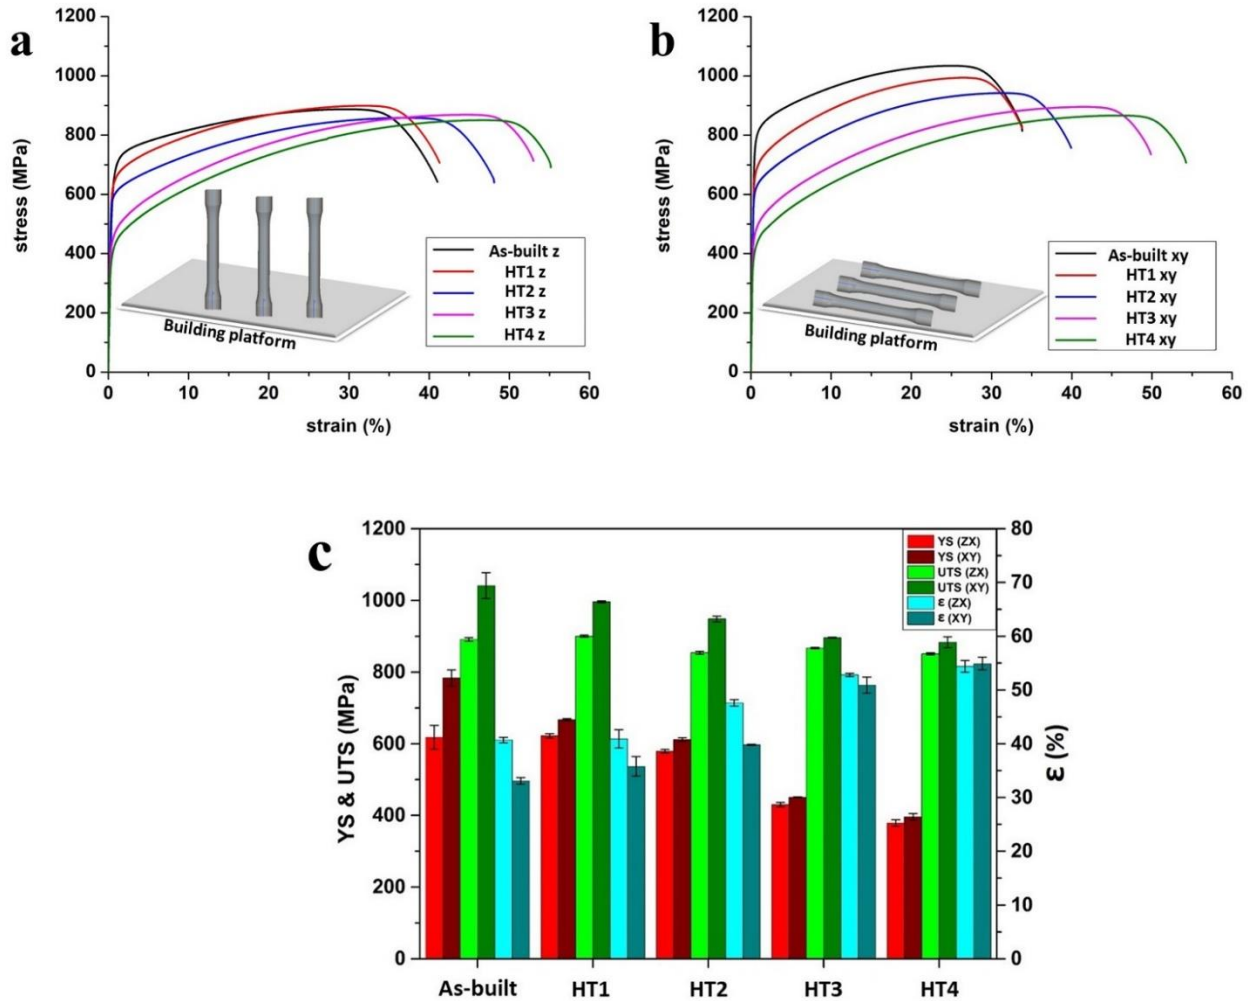 a
1200
1000
800
600
400
200
0
stress (MPa)
0 10 20 30 40 50 60
strain (%)
As-built z
HT1 z
HT2 z
HT3 z
HT4 z
Building platform
b
1200
1000
800
600
400
200
0
stress (MPa)
0 10 20 30 40 50 60
strain (%)
As-built xy
HT1 xy
HT2 xy
HT3 xy
HT4 xy
Building platform
c
1200
1000
800
600
400
200
0
YS & UTS (MPa)
YS (ZX)
YS (XY)
UTS (ZX)
UTS (XY)
ε (ZX)
ε (XY)
80
70
60
50
40
30
20
10
0
ε (%)
As-built HT1 HT2 HT3 HT4